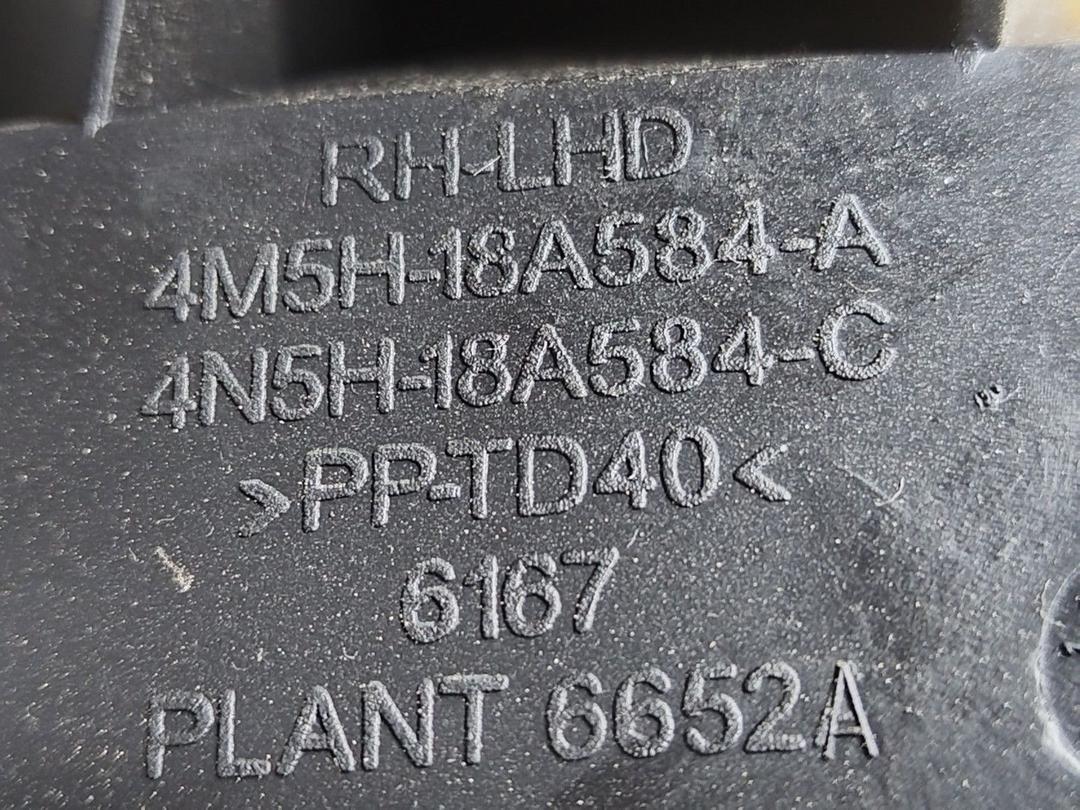 RH-LHD
4M5H-18A584-A
4N5H-18A584-C
>PP-TD40<
6167
PLANT 6652A